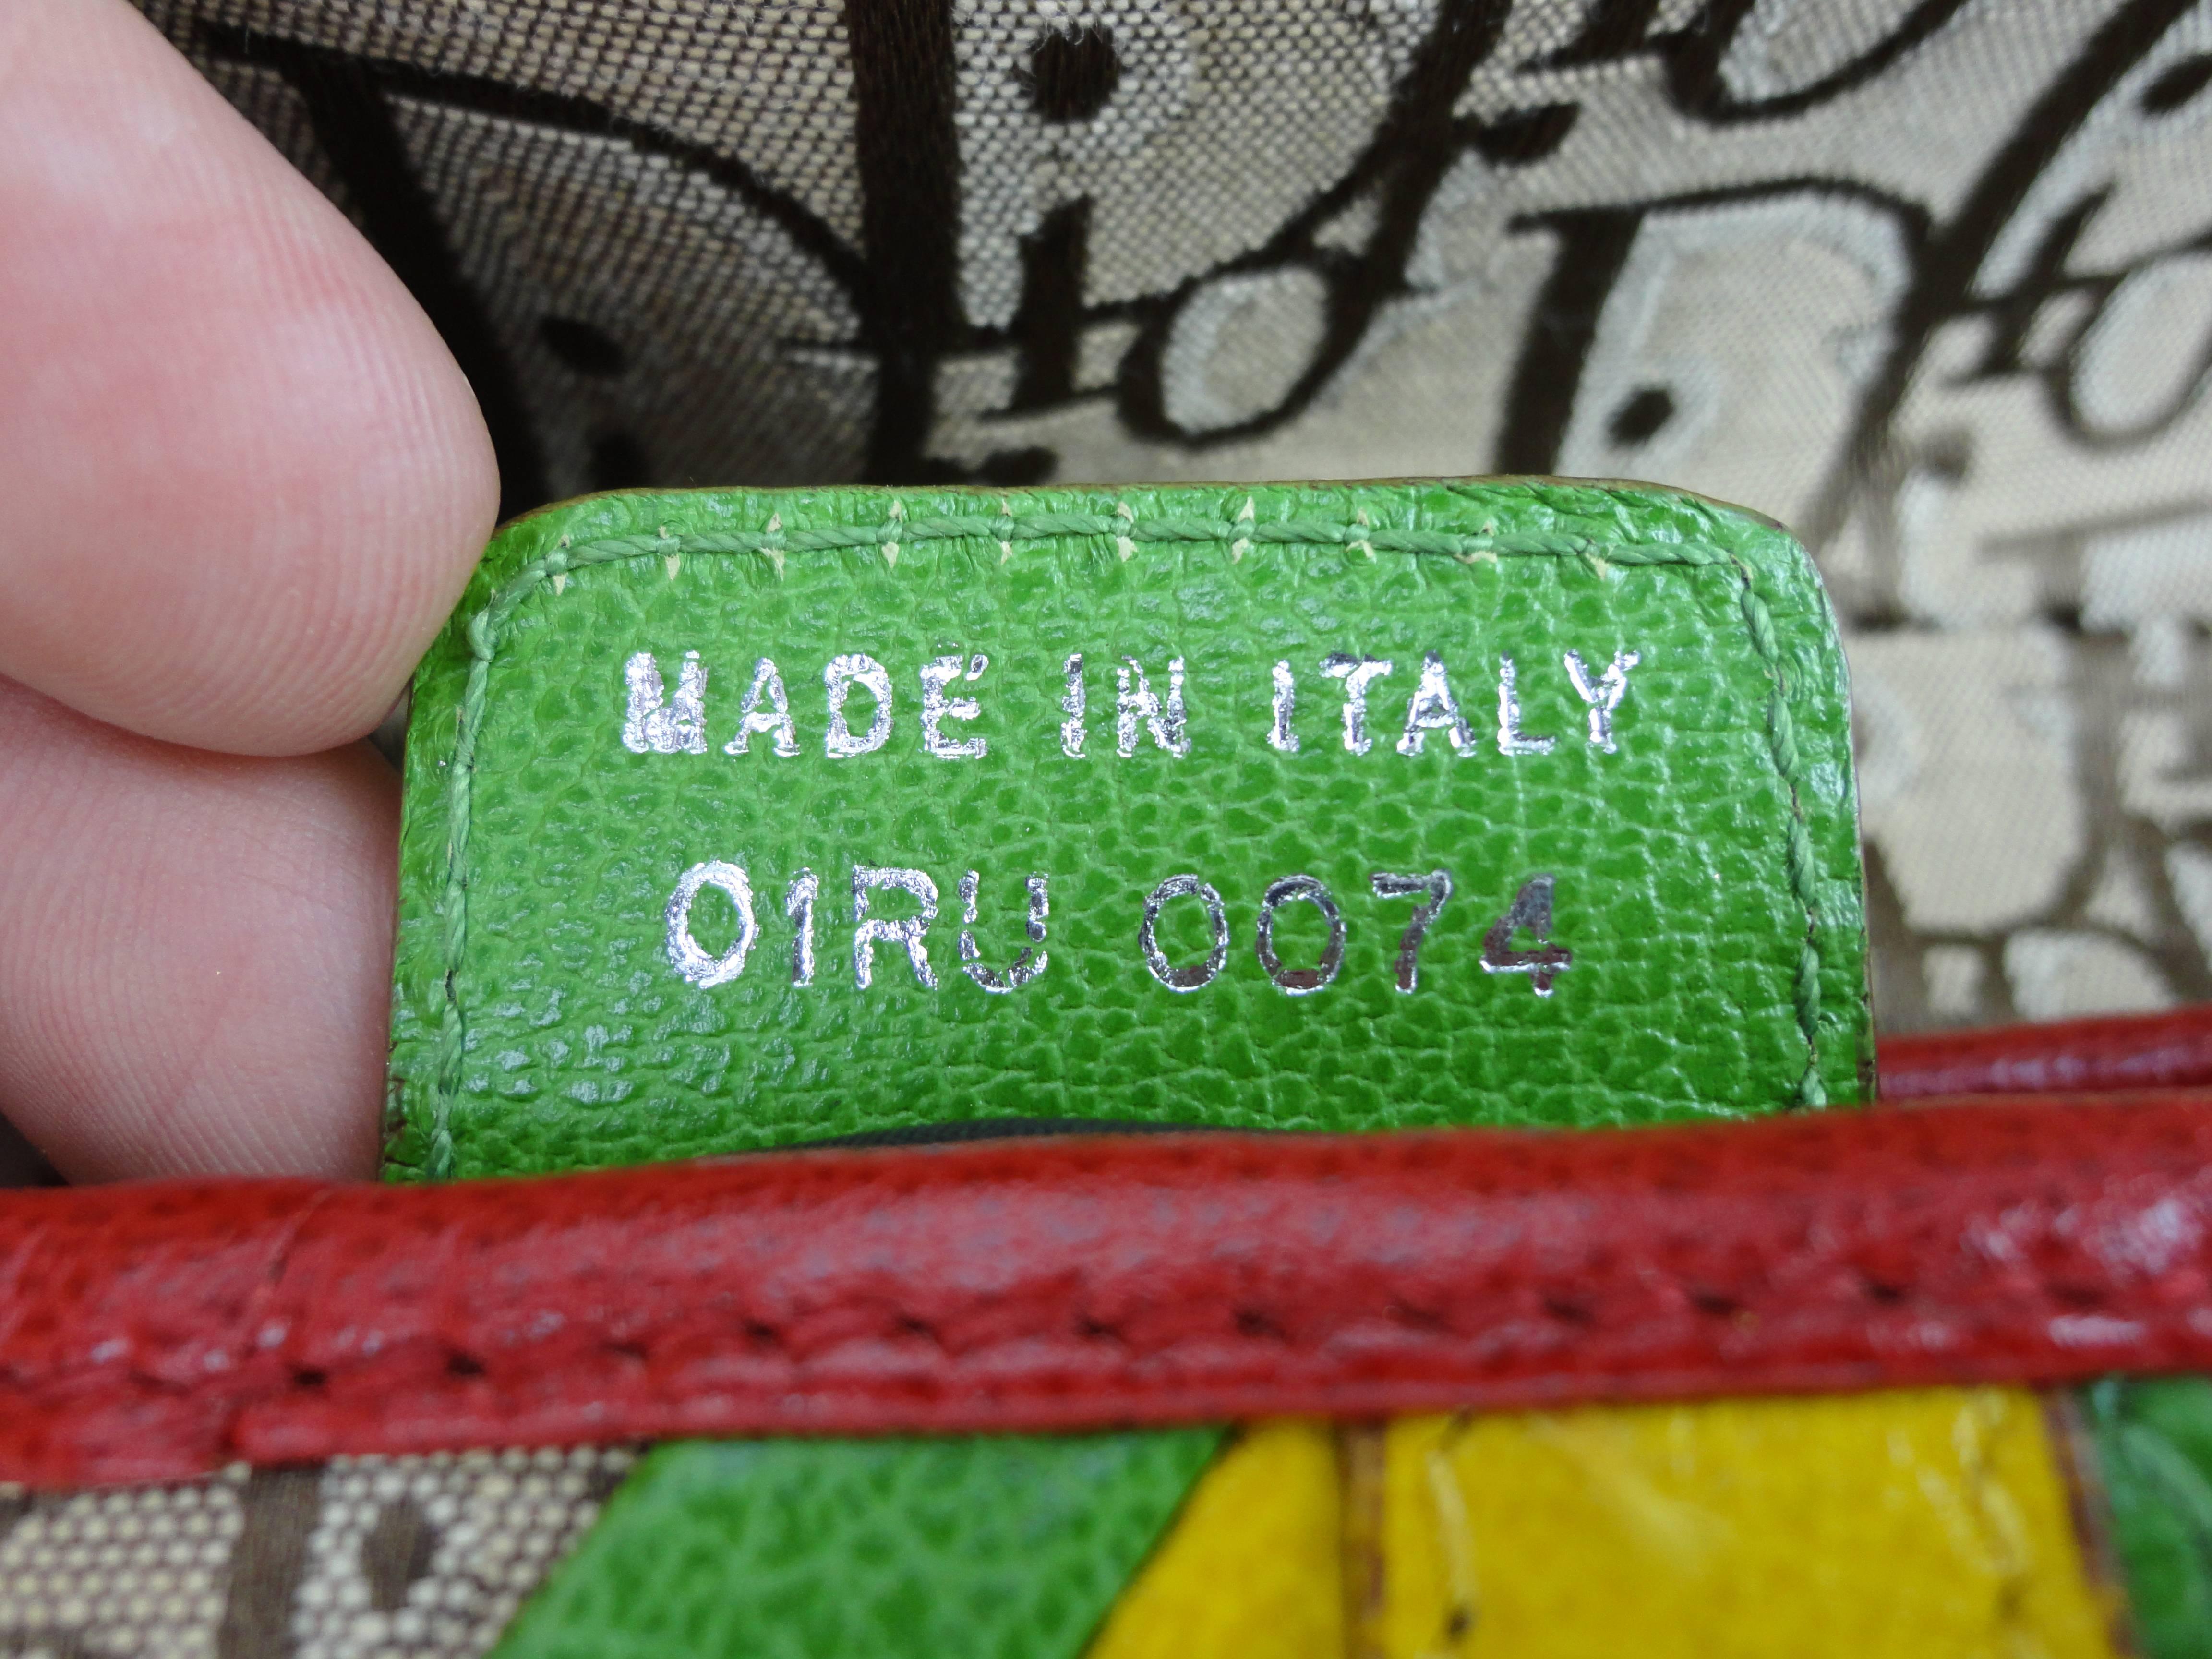 MADE IN ITALY
01RU 0074